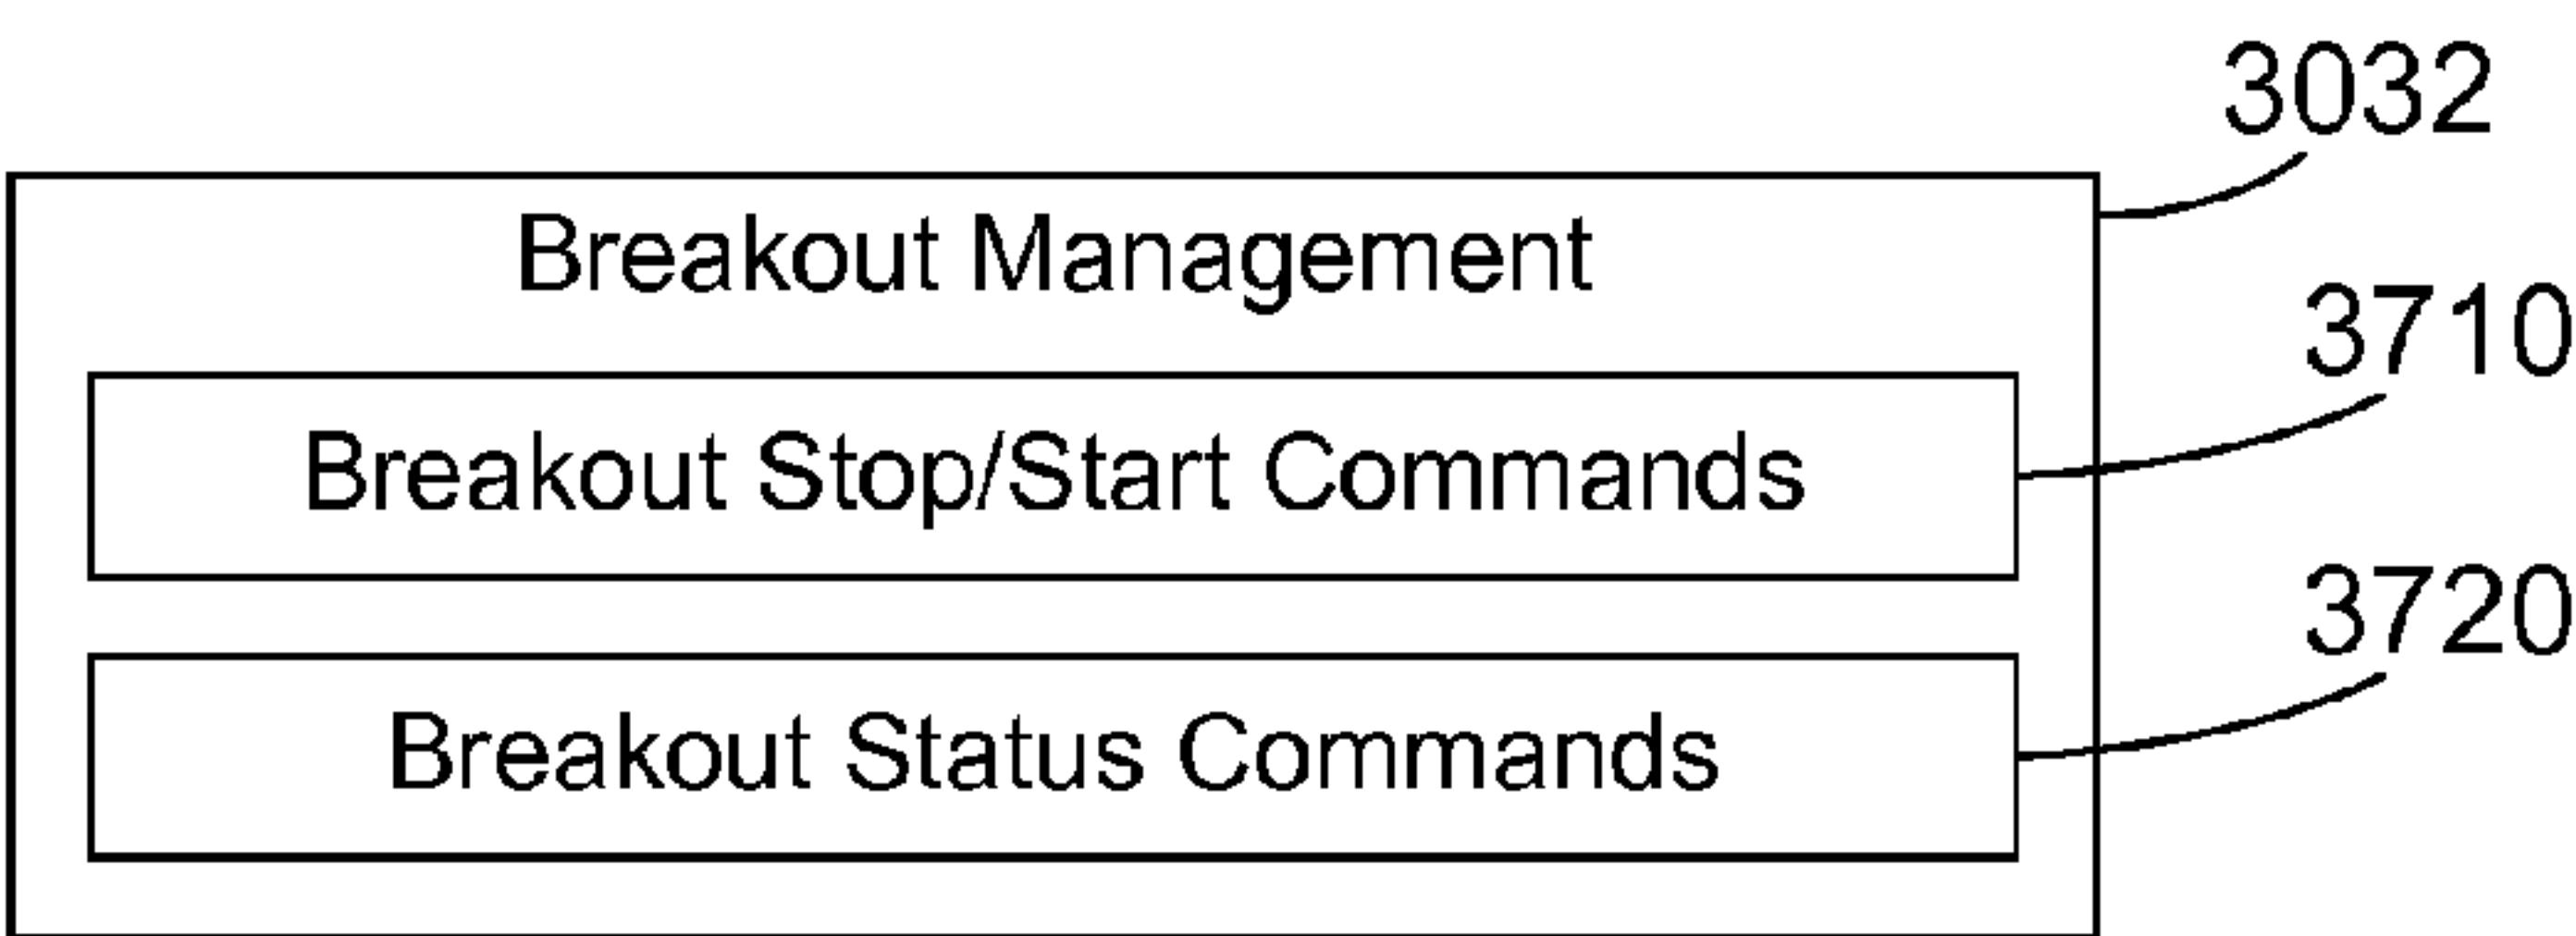 3032
Breakout Management
3710
Breakout Stop/Start Commands
3720
Breakout Status Commands